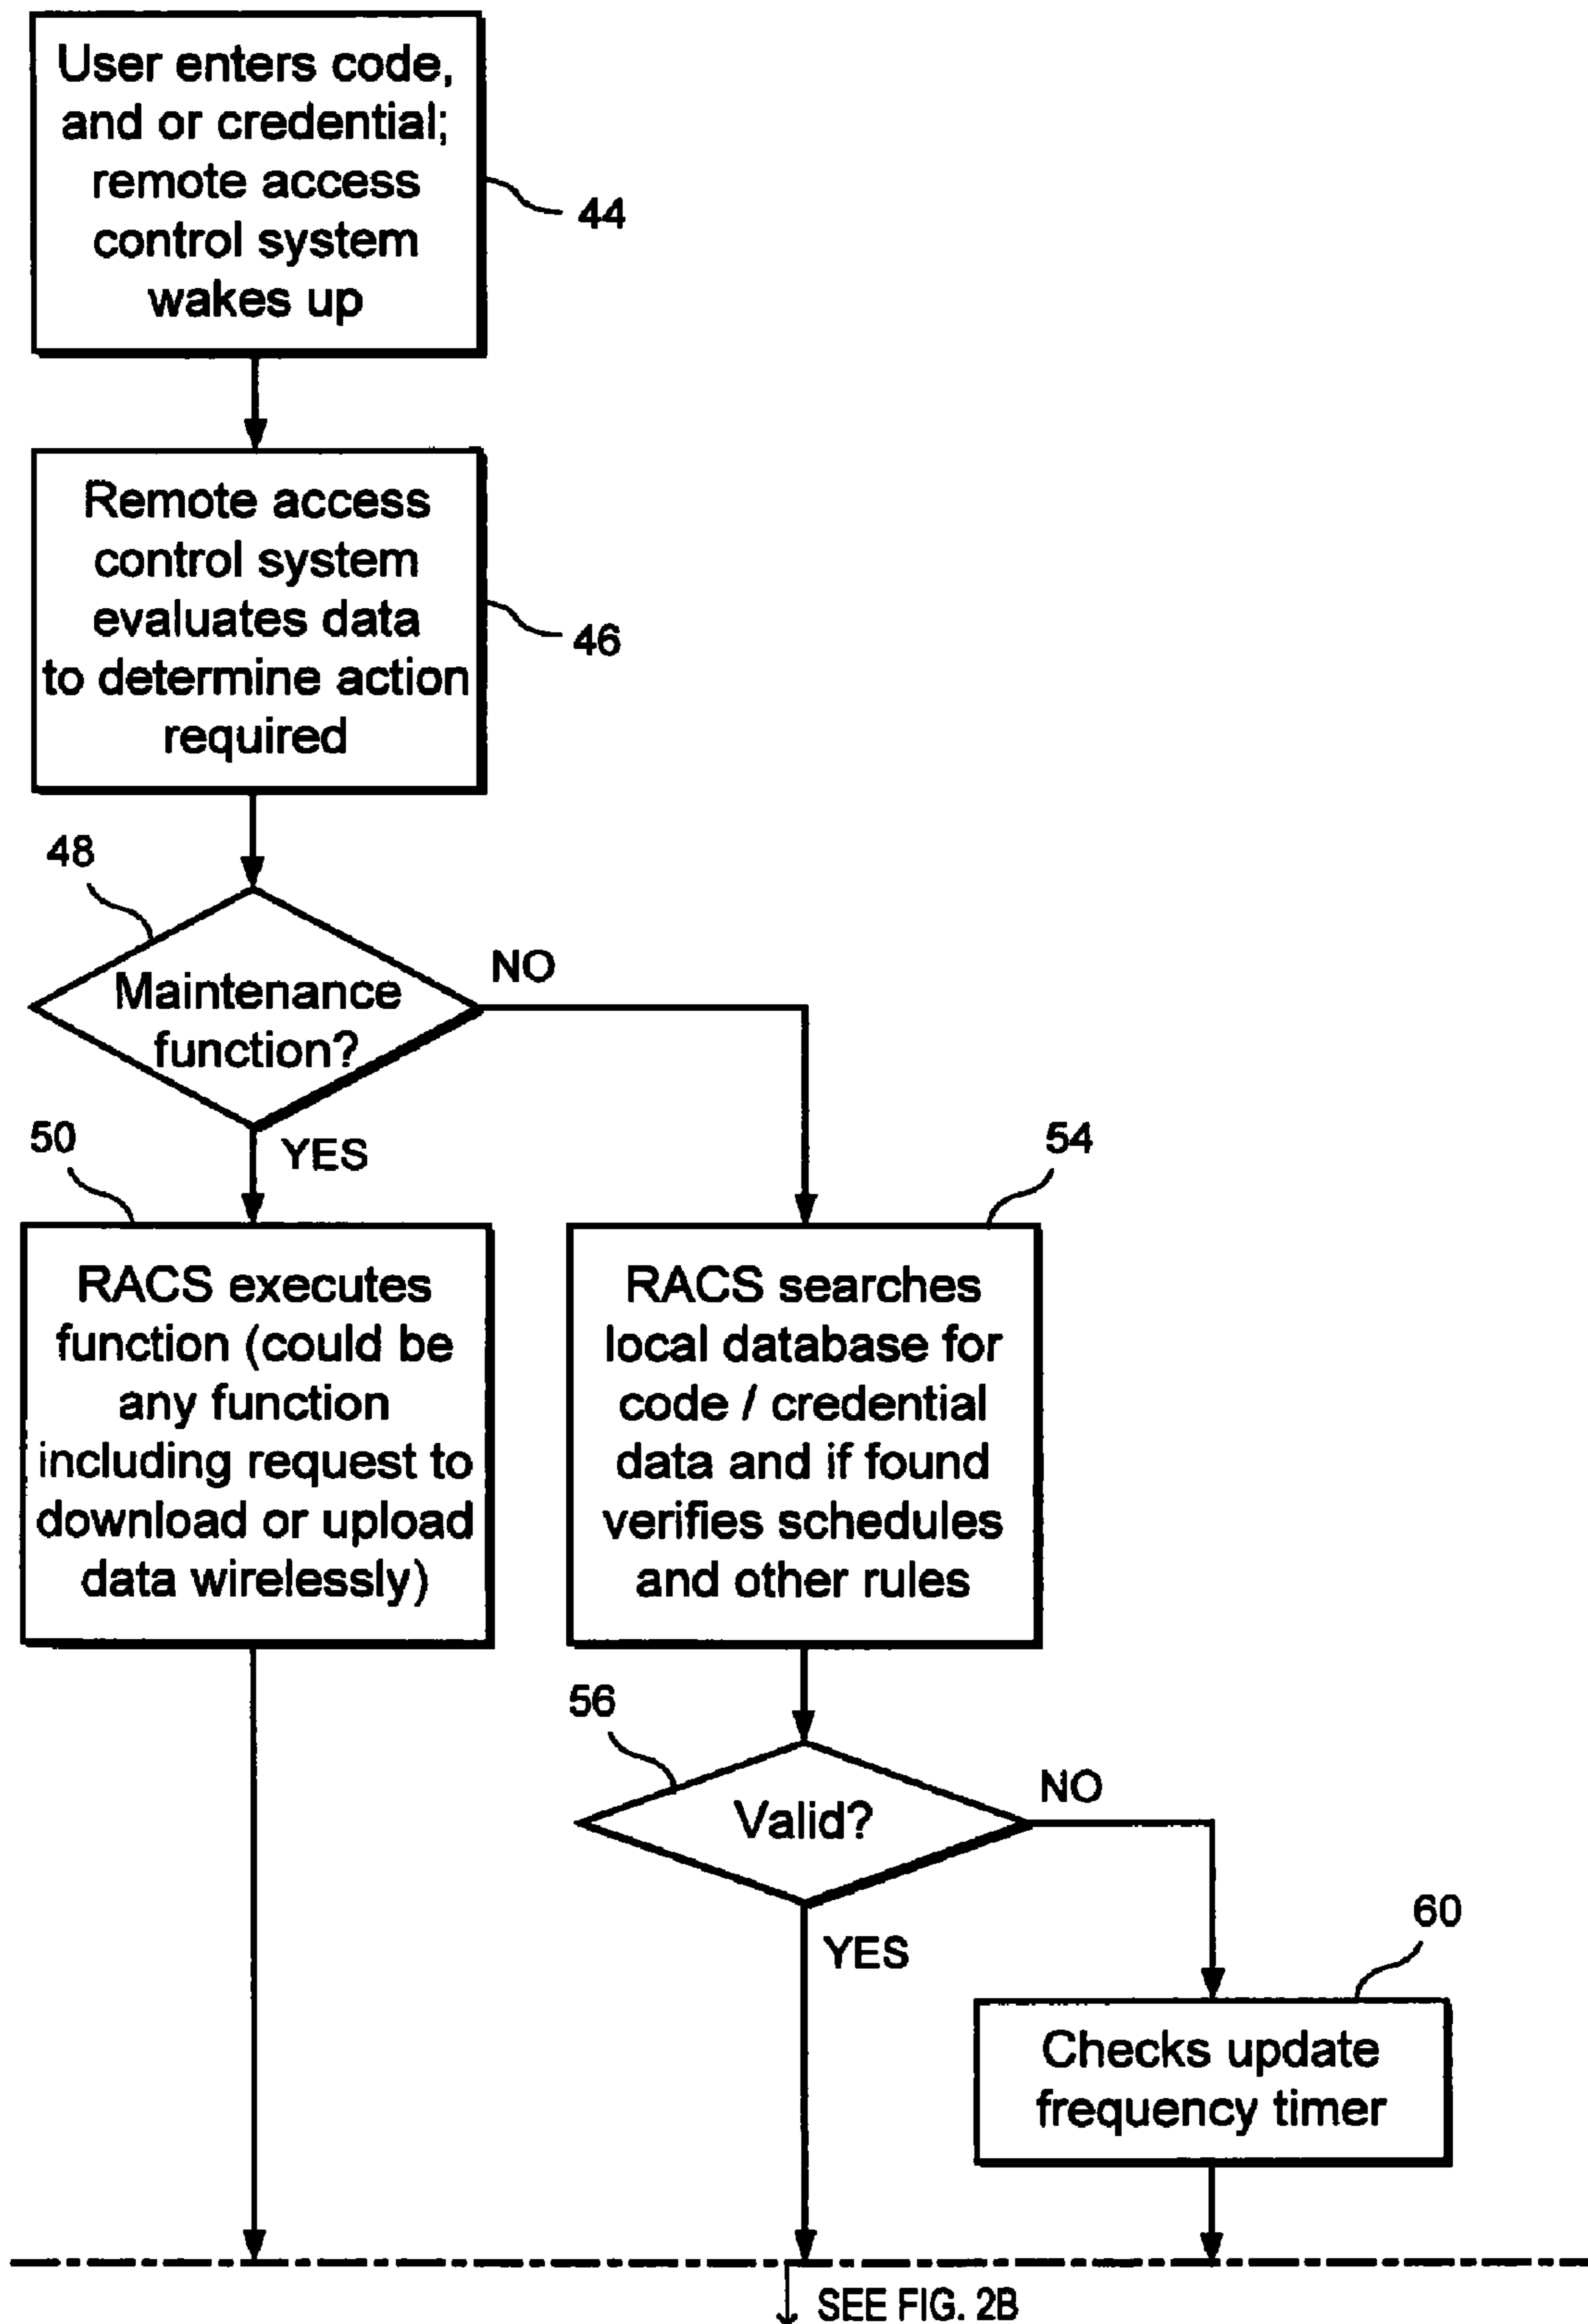 User enters code,
and or credential;
remote access
control system
wakes up
44
Remote access
control system
evaluates data
to determine action
required
46
48
Maintenance
function?
NO
YES
50
RACS executes
function (could be
any function
including request to
download or upload
data wirelessly)
54
RACS searches
local database for
code / credential
data and if found
verifies schedules
and other rules
56
Valid?
NO
YES
60
Checks update
frequency timer
SEE FIG. 2B